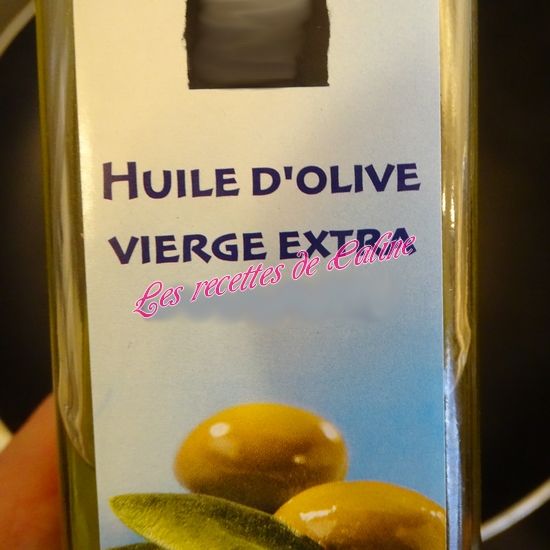 HUILE D'OLIVE
VIERGE EXTRA
Les recettes de Caline